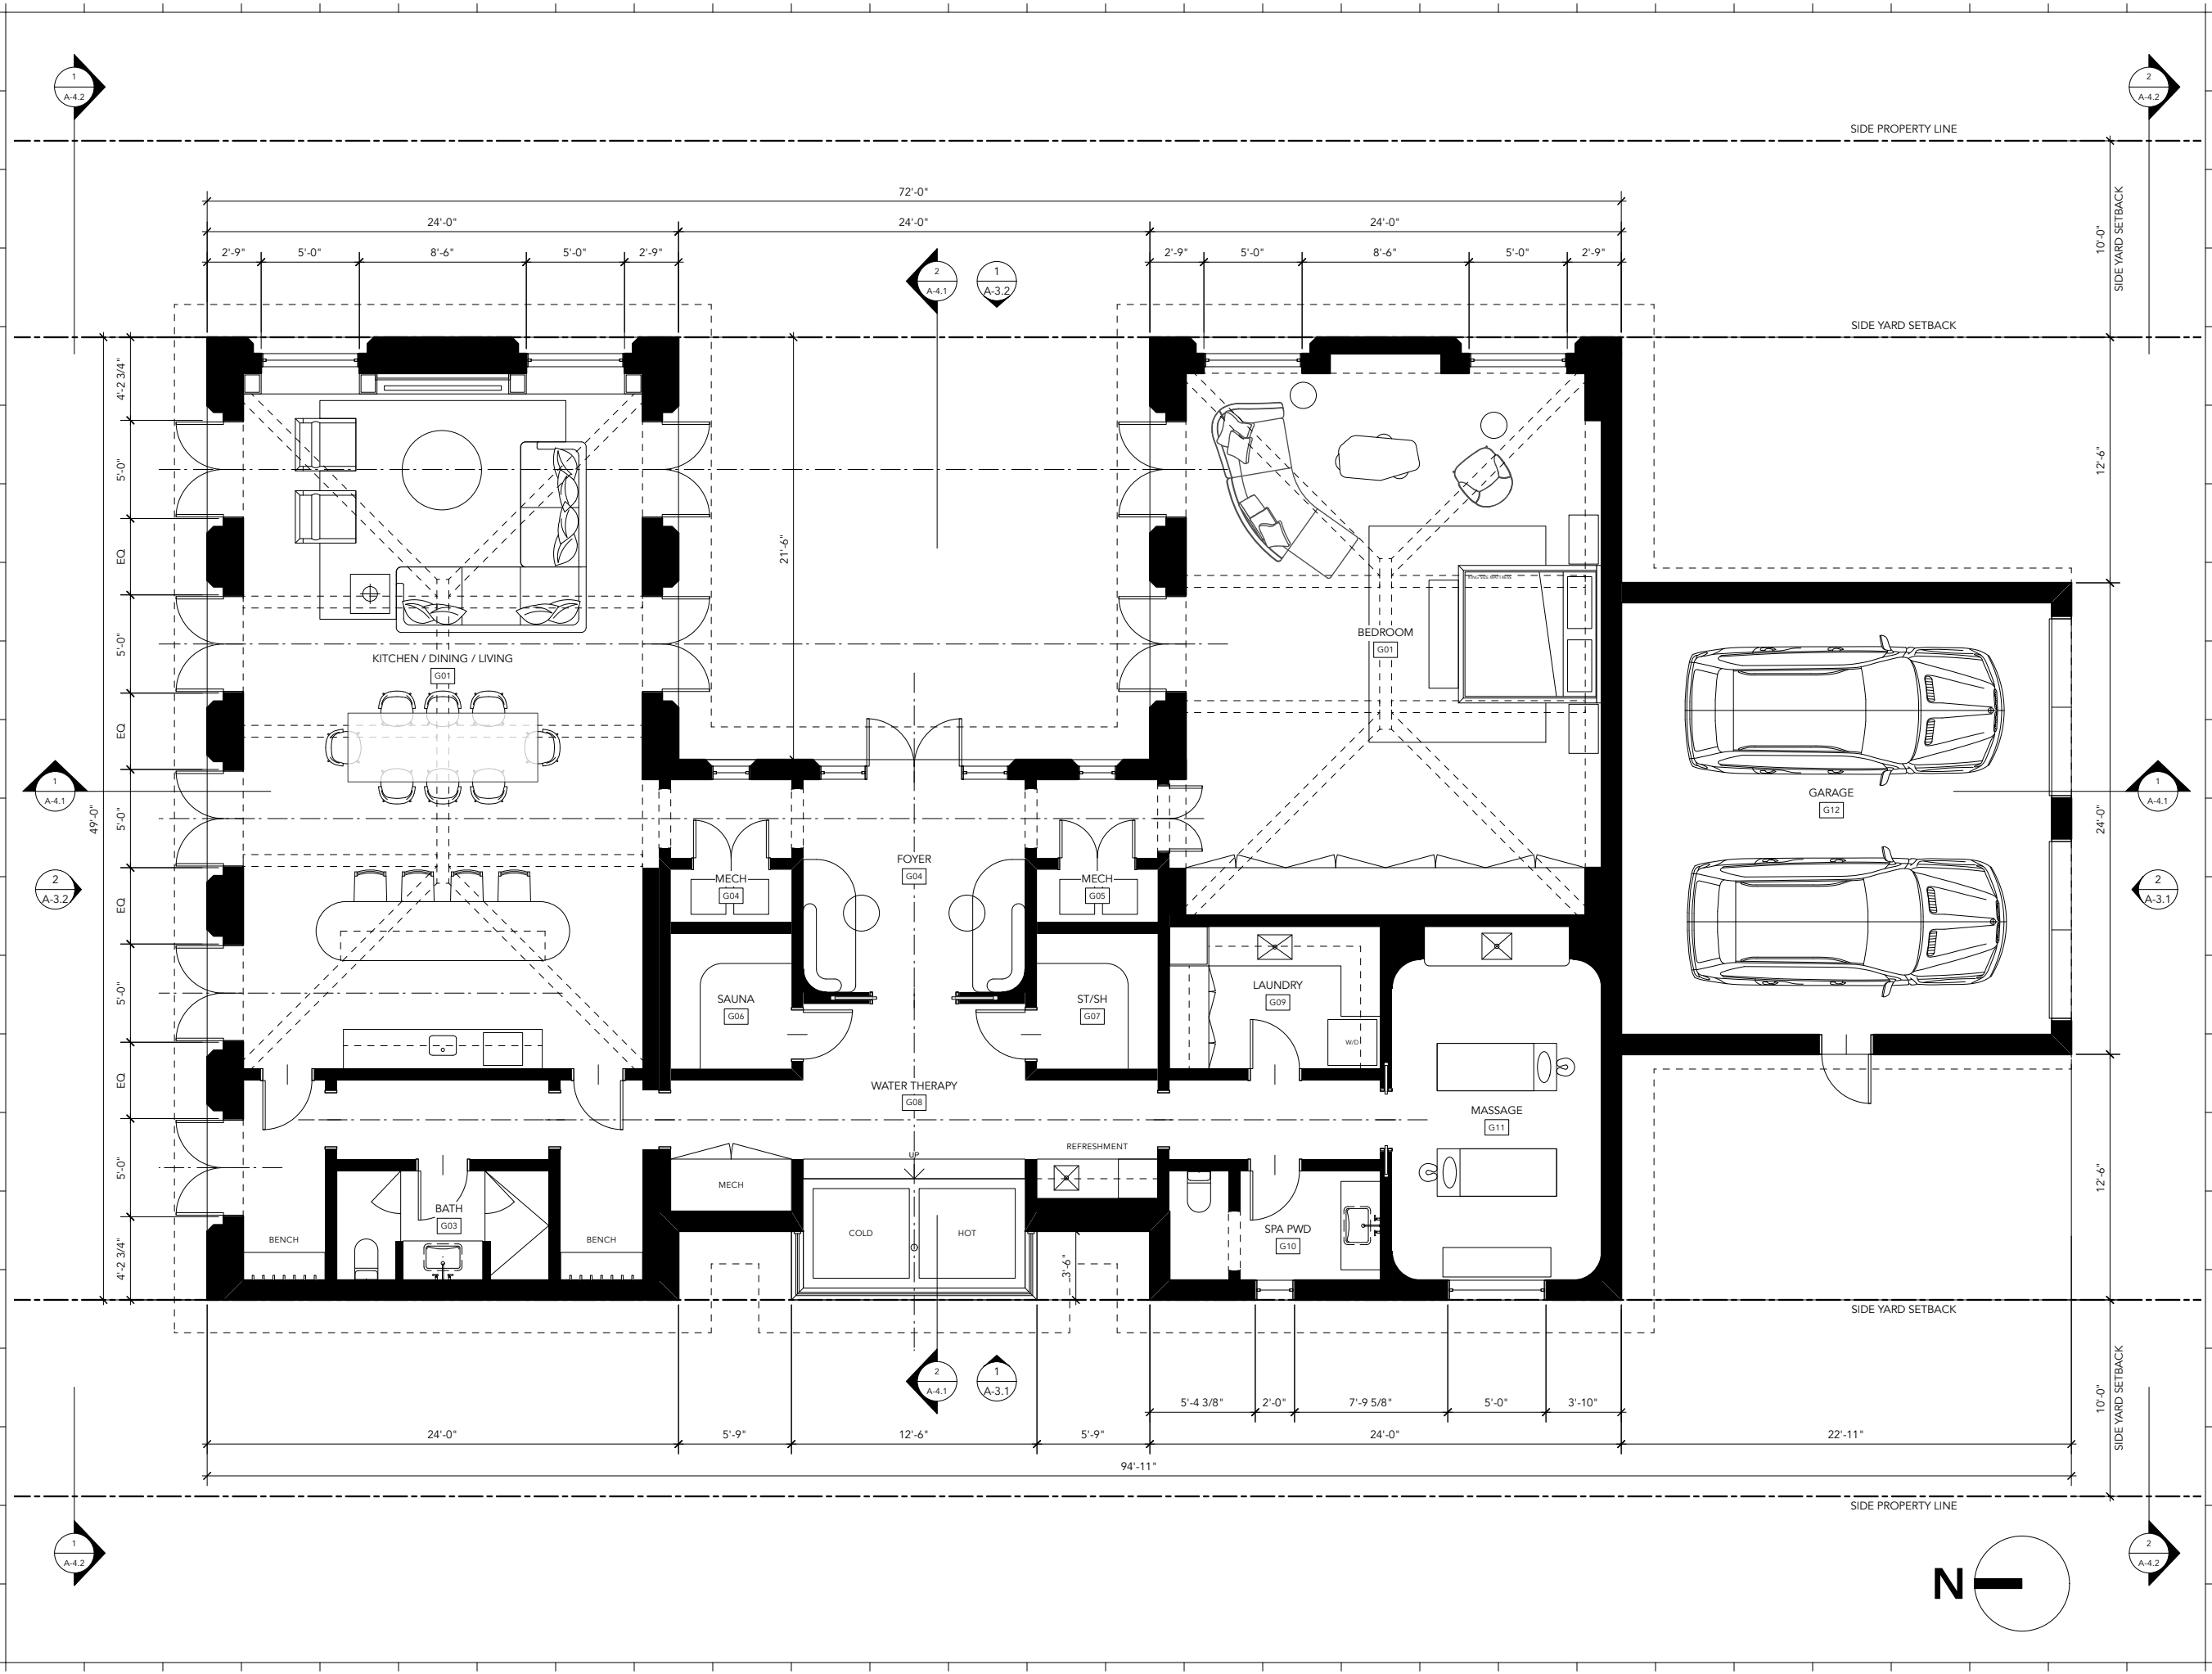 1
A-4.2
2
A-4.2
SIDE PROPERTY LINE
10'-0"
SIDE YARD SETBACK
72'-0"
24'-0"
24'-0"
24'-0"
2'-9"
5'-0"
8'-6"
5'-0"
2'-9"
2'-9"
5'-0"
8'-6"
5'-0"
2'-9"
2
A-4.1
1
A-3.2
SIDE YARD SETBACK
4'-2 3/4"
5'-0"
EQ
5'-0"
EQ
5'-0"
EQ
5'-0"
EQ
5'-0"
4'-2 3/4"
49'-0"
21'-6"
12'-6"
24'-0"
12'-6"
KITCHEN / DINING / LIVING
G01
BEDROOM
G01
1
A-4.1
2
A-3.2
GARAGE
G12
1
A-4.1
2
A-3.1
FOYER
G04
MECH
G04
MECH
G05
SAUNA
G06
ST/SH
G07
LAUNDRY
G09
W/D
WATER THERAPY
G08
MASSAGE
G11
REFRESHMENT
UP
MECH
BATH
G03
BENCH
BENCH
COLD
HOT
SPA PWD
G10
3'-6"
SIDE YARD SETBACK
2
A-4.1
1
A-3.1
5'-4 3/8"
2'-0"
7'-9 5/8"
5'-0"
3'-10"
24'-0"
5'-9"
12'-6"
5'-9"
24'-0"
22'-11"
94'-11"
10'-0"
SIDE YARD SETBACK
SIDE PROPERTY LINE
1
A-4.2
N
2
A-4.2